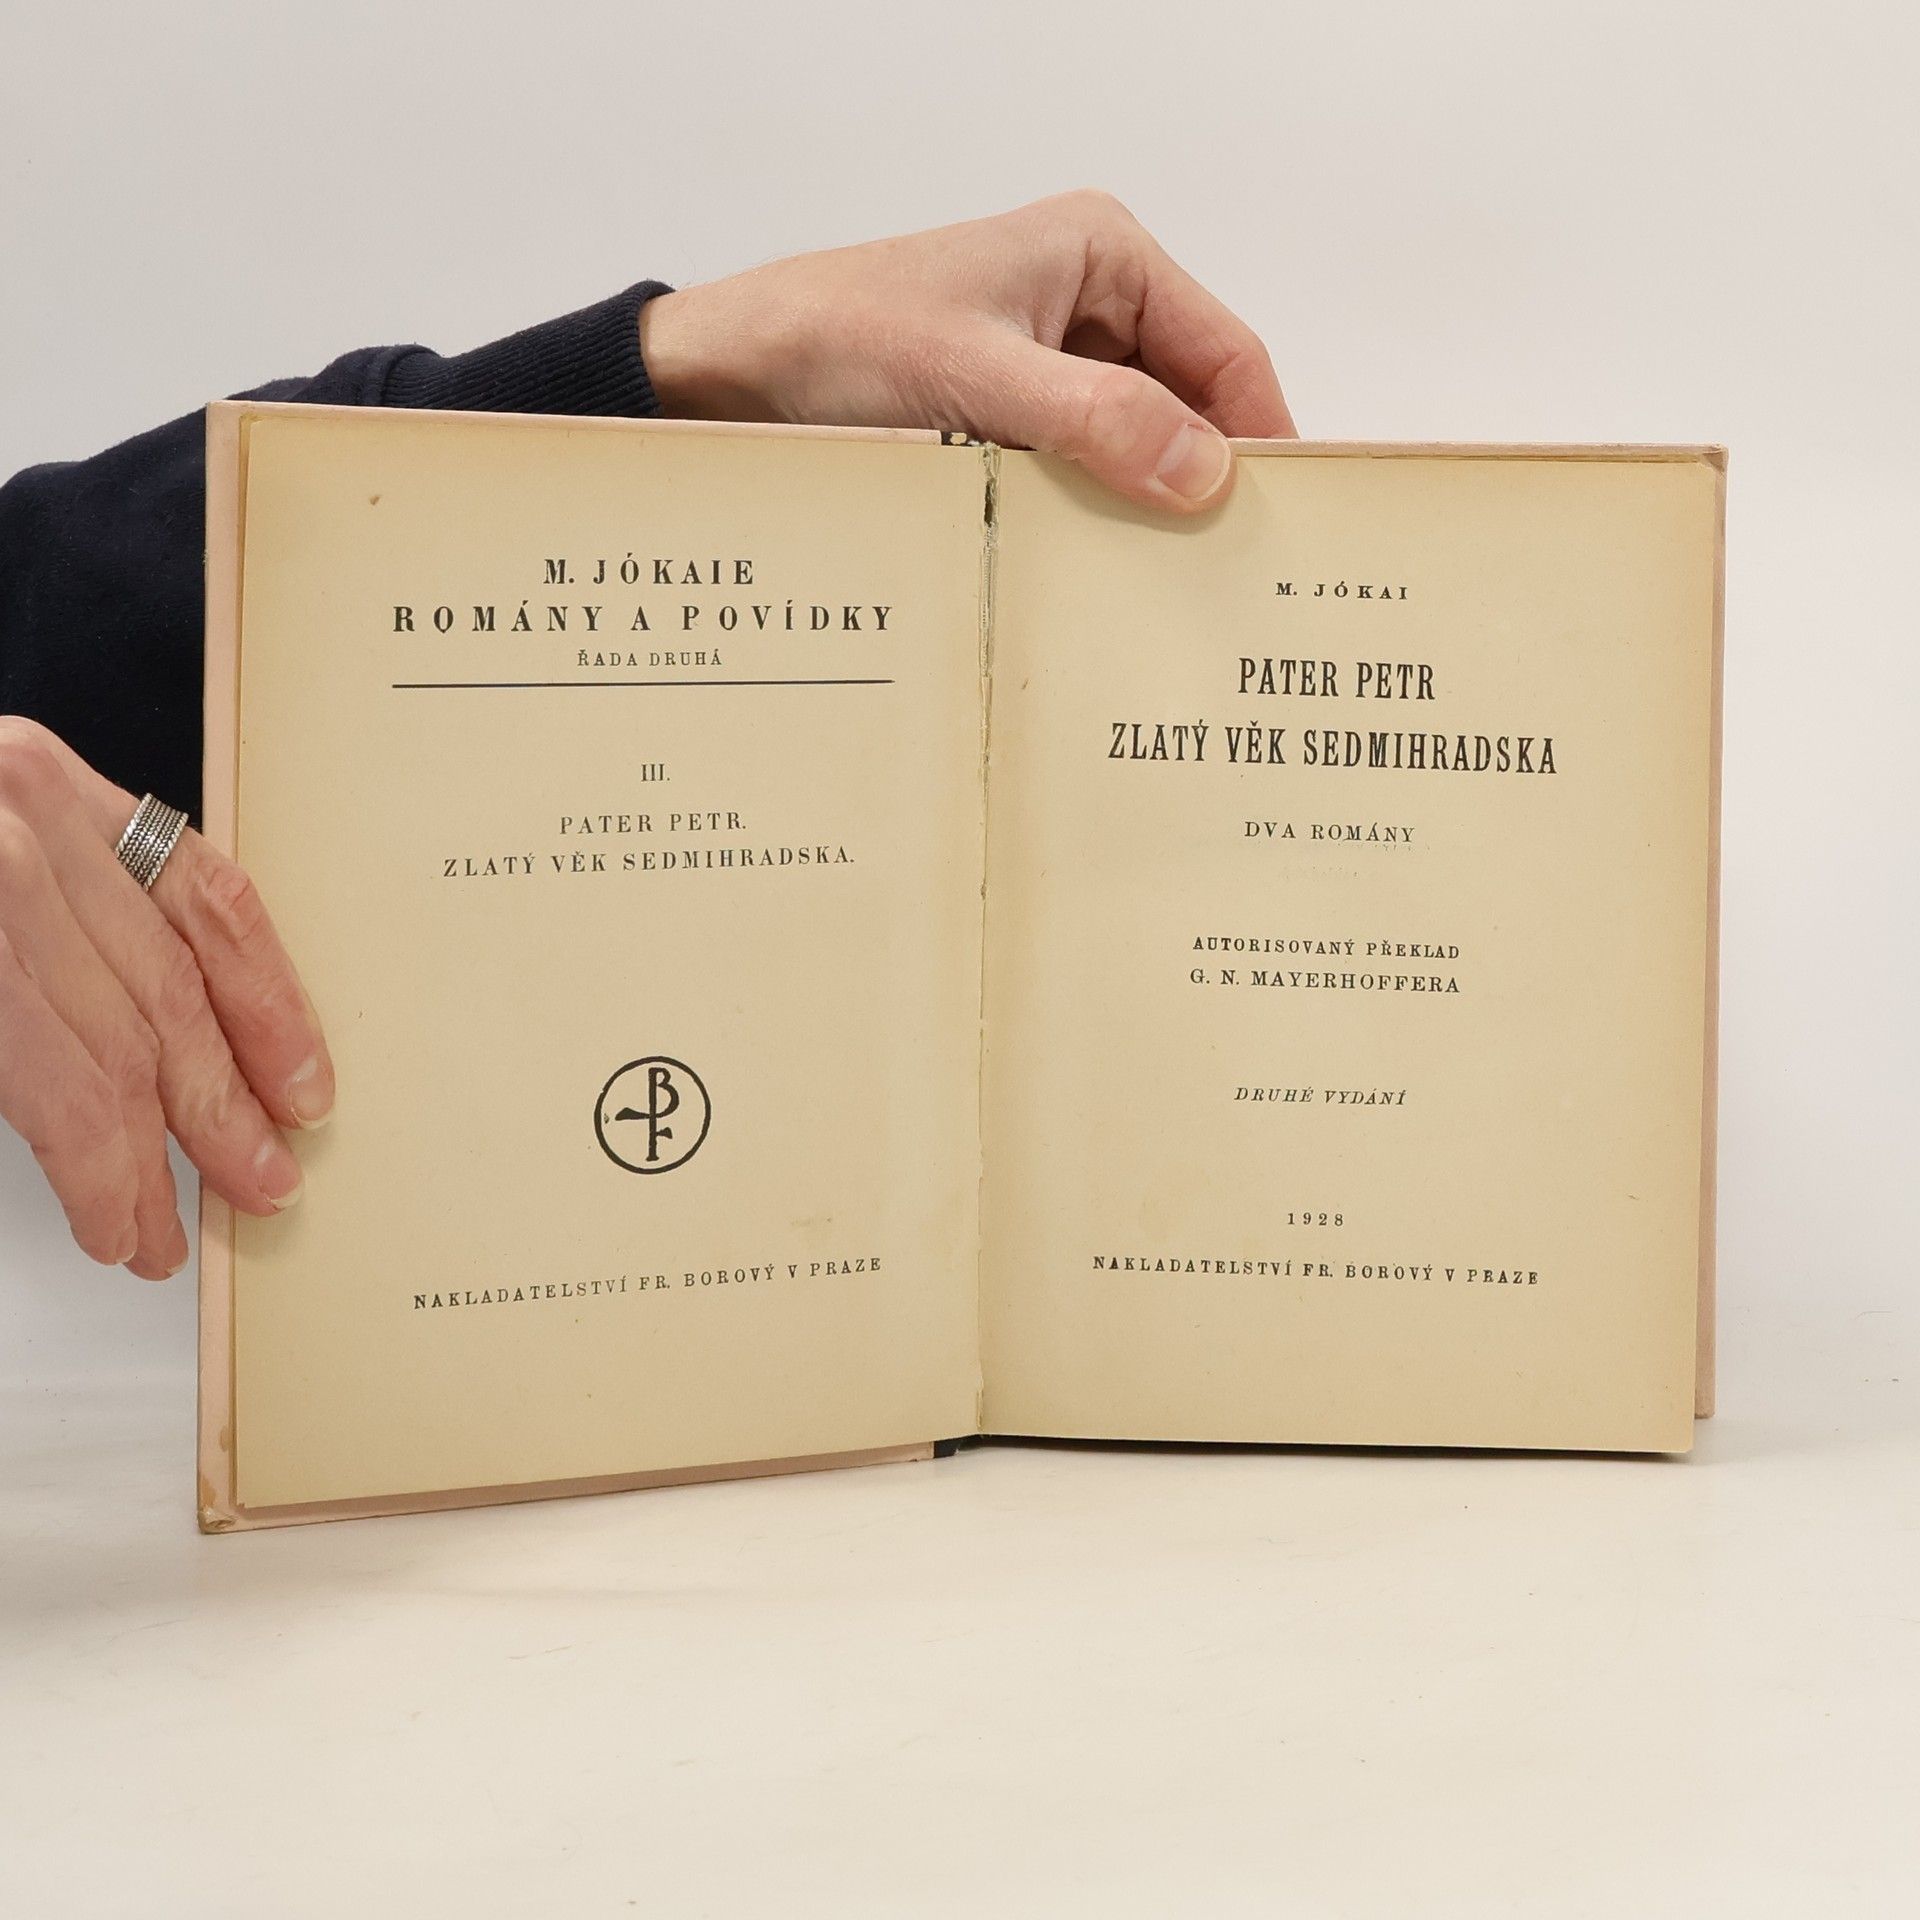 M. JÓKAIE
ROMÁNY A POVÍDKY
ŘADA DRUHÁ
III.
PATER PETR.
ZLATÝ VĚK SEDMIHRADSKA.
BF
NAKLADATELSTVÍ FR. BOROVÝ V PRAZE
M. JÓKAI
PATER PETR
ZLATÝ VĚK SEDMIHRADSKA
DVA ROMÁNY
AUTORISOVANÝ PŘEKLAD
G. N. MAYERHOFFERA
DRUHÉ VYDÁNÍ
1928
NAKLADATELSTVÍ FR. BOROVÝ V PRAZE